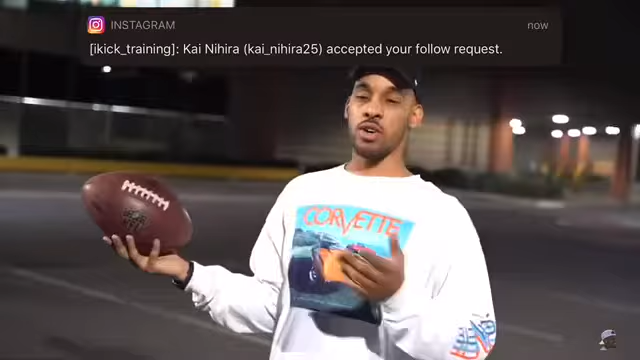 INSTAGRAM
now
[ikick_training]: Kai Nihira (kai_nihira25) accepted your follow request.
CORVETTE